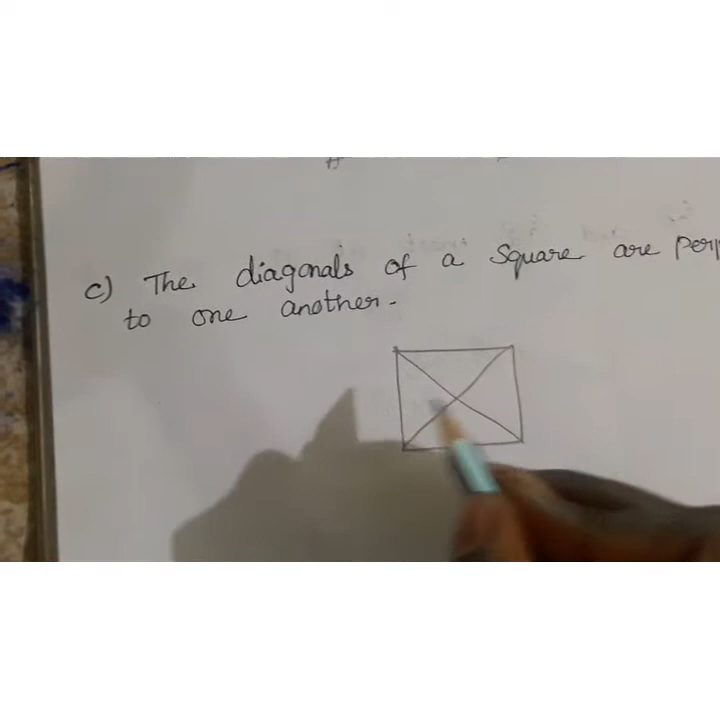 c) The diagonals of a square are
to one another.